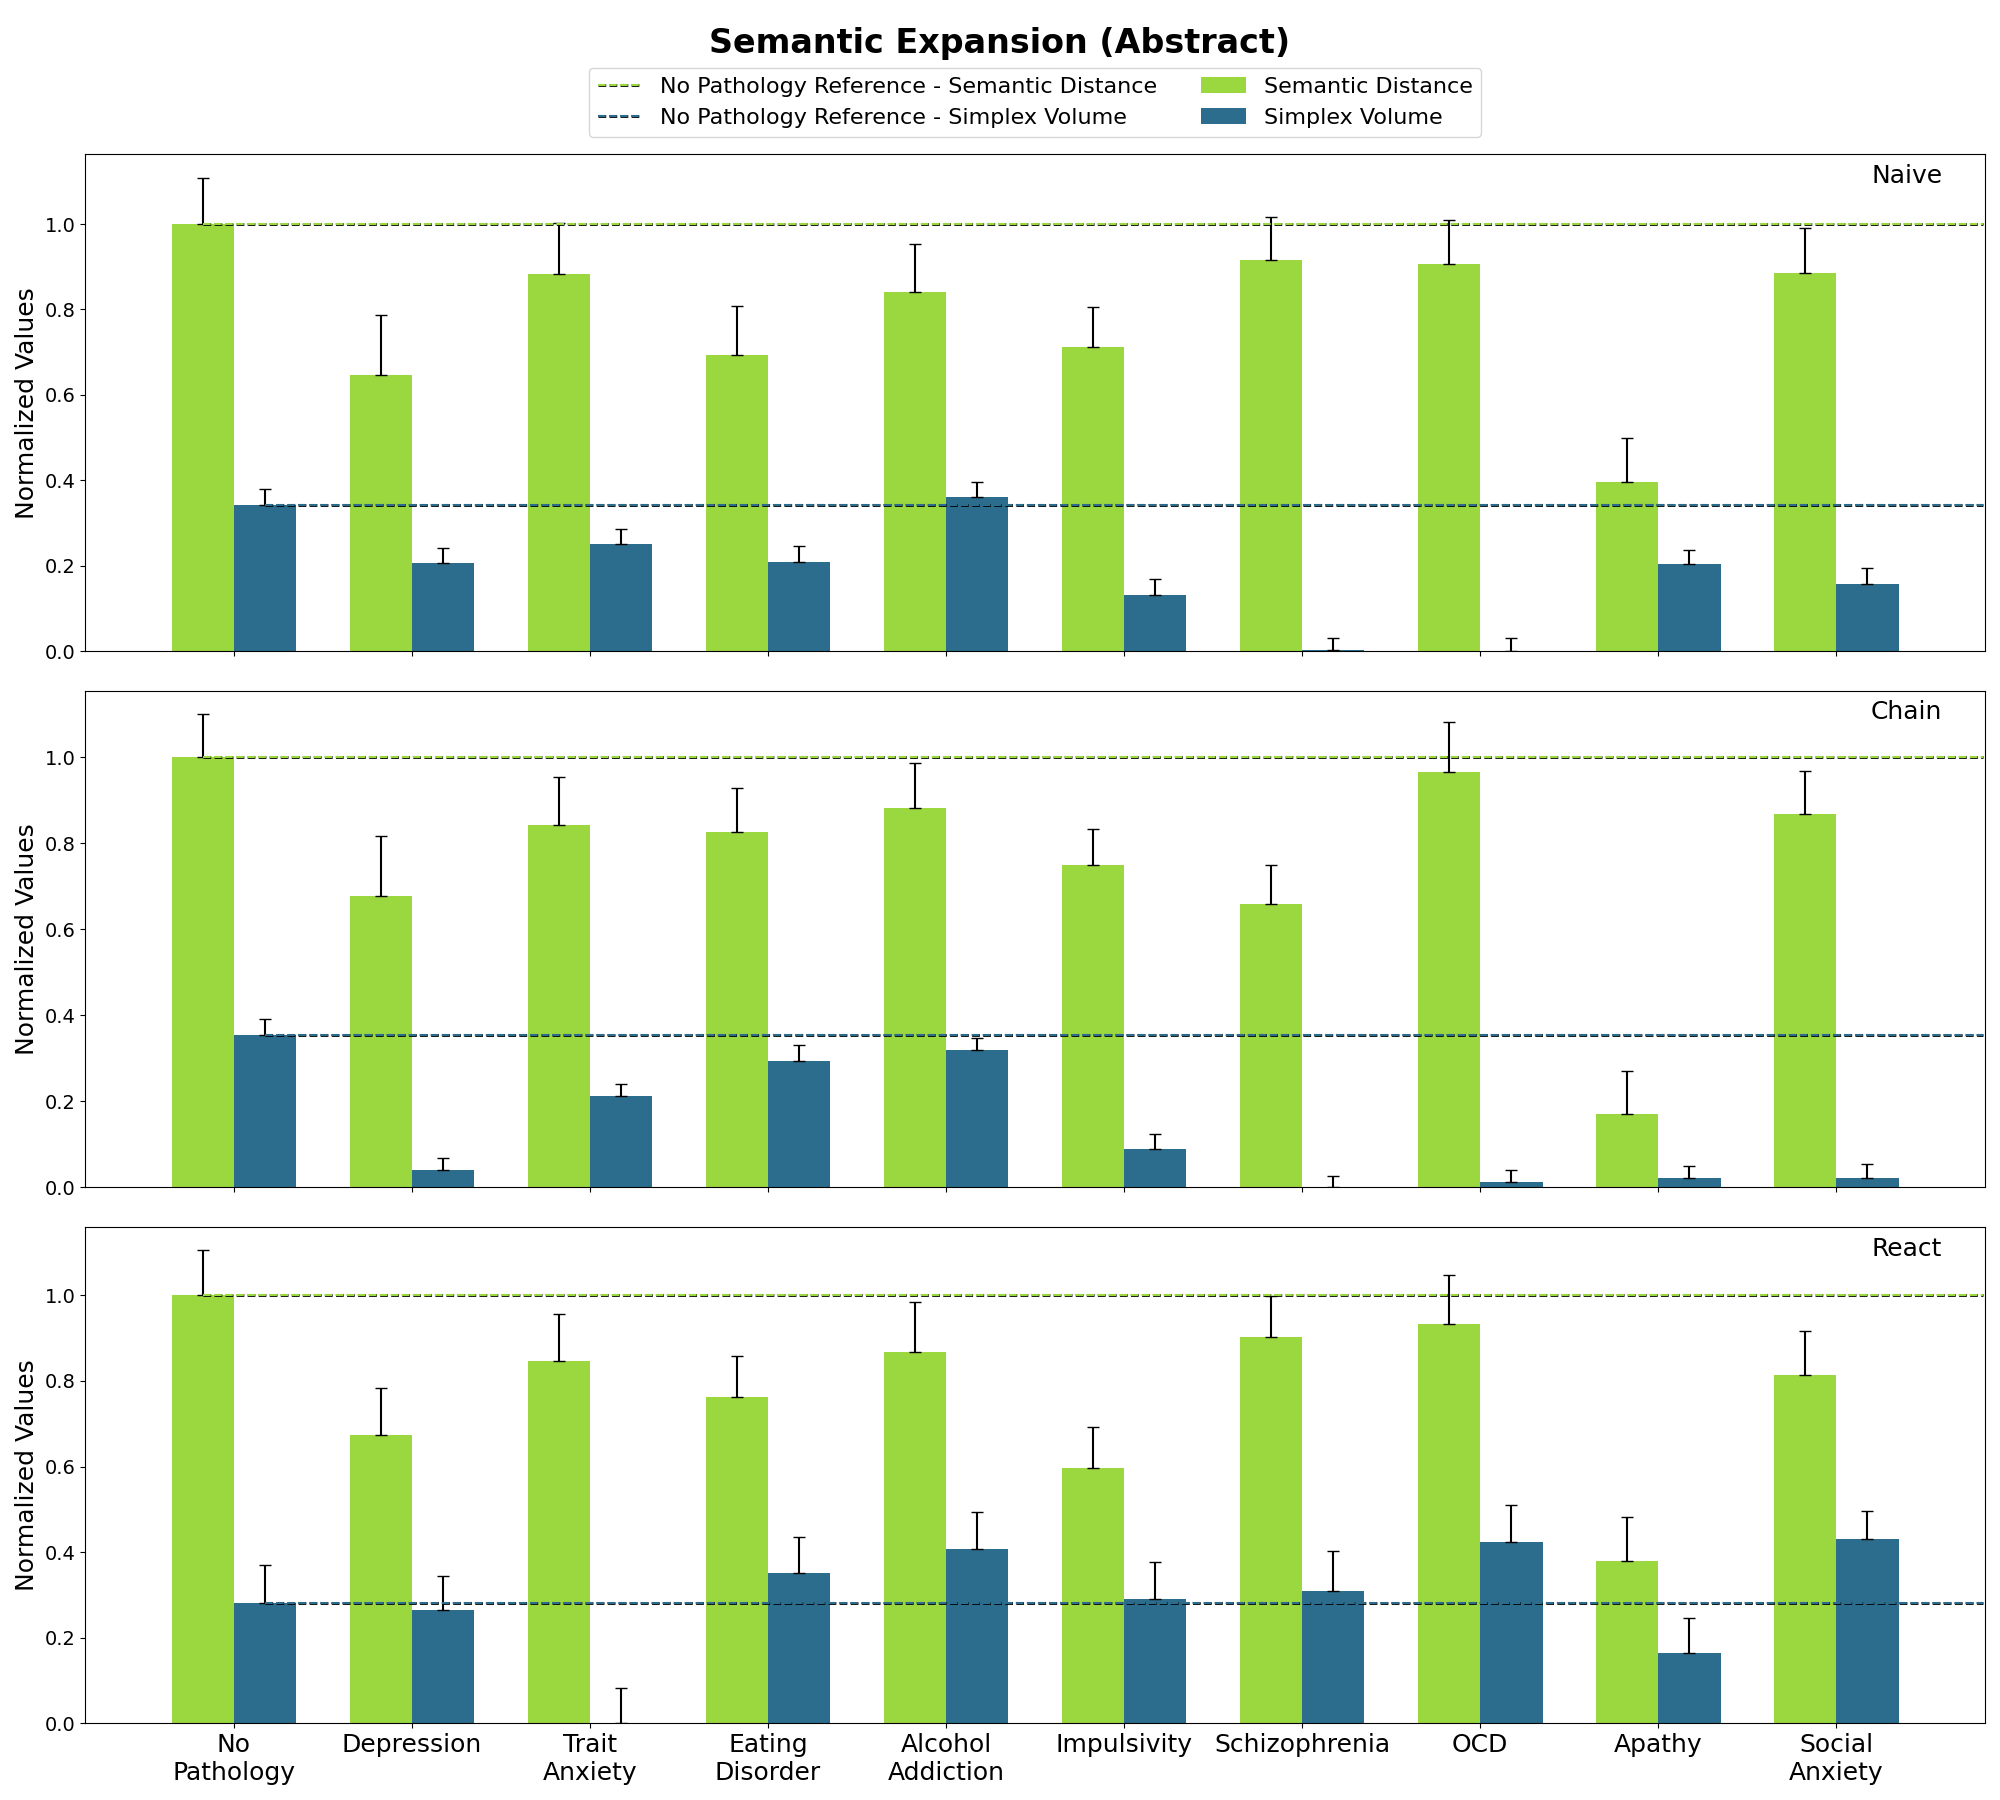 Semantic Expansion (Abstract)
No Pathology Reference - Semantic Distance
No Pathology Reference - Simplex Volume
Semantic Distance
Simplex Volume
Naive
Normalized Values
1.0
0.8
0.6
0.4
0.2
0.0
Chain
Normalized Values
1.0
0.8
0.6
0.4
0.2
0.0
React
Normalized Values
1.0
0.8
0.6
0.4
0.2
0.0
No
Pathology
Depression
Trait
Anxiety
Eating
Disorder
Alcohol
Addiction
Impulsivity
Schizophrenia
OCD
Apathy
Social
Anxiety